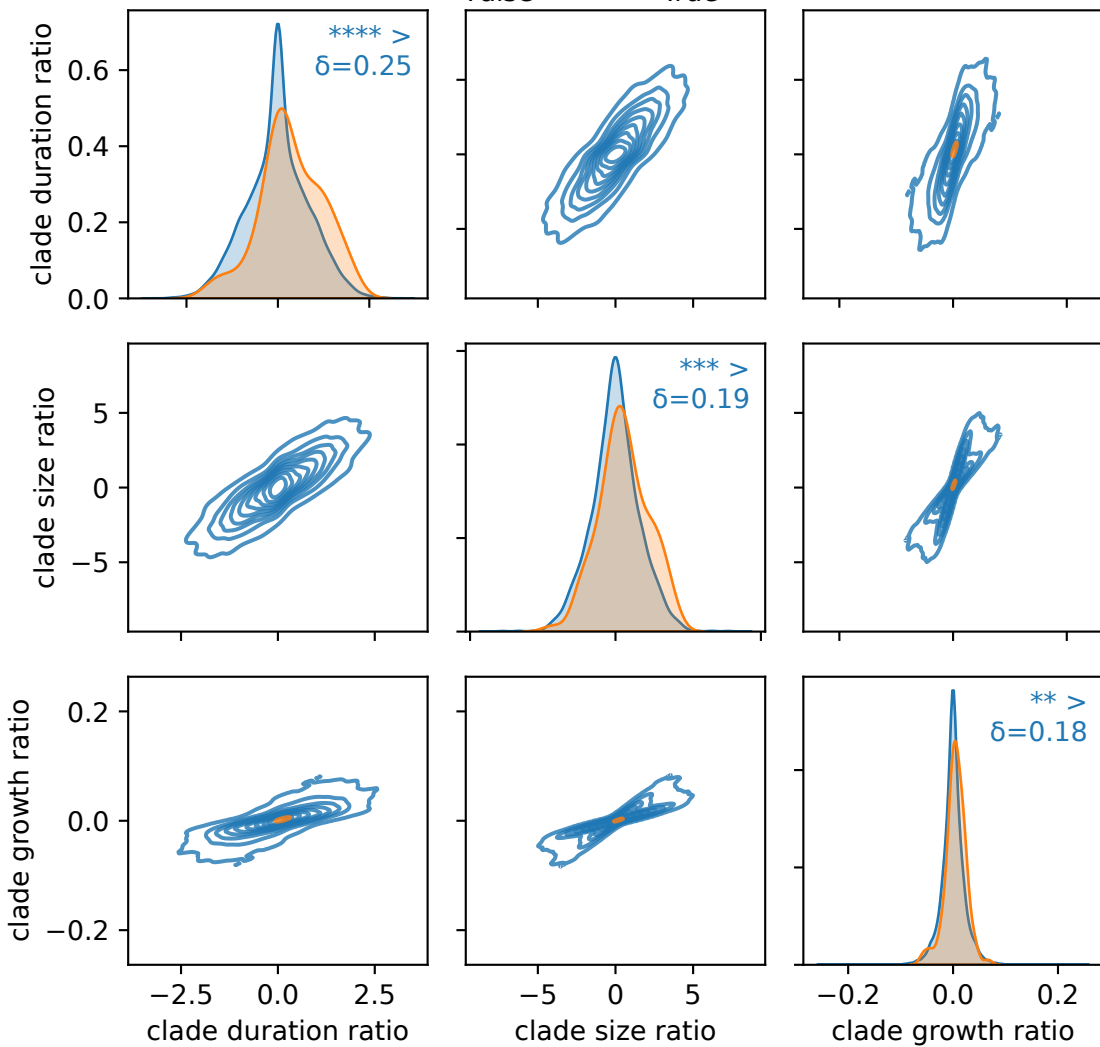 clade duration ratio
0.6
0.4
0.2
0.0
**** >
δ=0.25
clade size ratio
5
0
−5
*** >
δ=0.19
clade growth ratio
0.2
0.0
−0.2
** >
δ=0.18
−2.5 0.0 2.5
−5 0 5
−0.2 0.0 0.2
clade duration ratio
clade size ratio
clade growth ratio